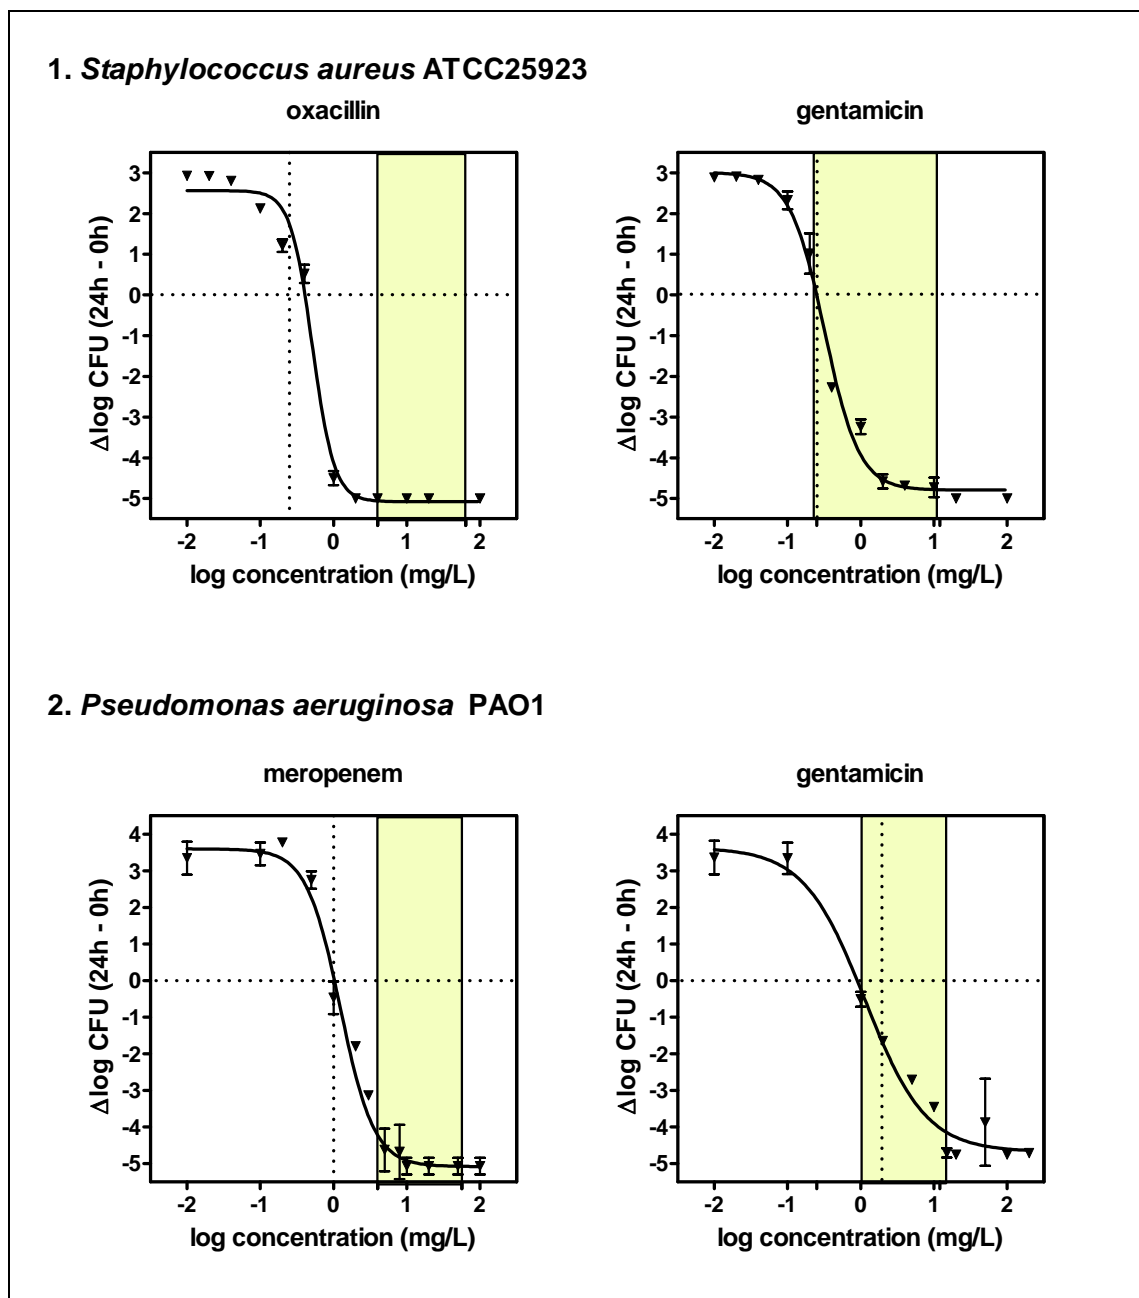 1. Staphylococcus aureus ATCC25923
oxacillin
gentamicin
3
2
1
0
-1
-2
-3
-4
-5
Δlog CFU (24h - 0h)
-2 -1 0 1 2
log concentration (mg/L)
3
2
1
0
-1
-2
-3
-4
-5
Δlog CFU (24h - 0h)
-2 -1 0 1 2
log concentration (mg/L)
2. Pseudomonas aeruginosa PAO1
meropenem
gentamicin
4
3
2
1
0
-1
-2
-3
-4
-5
Δlog CFU (24h - 0h)
-2 -1 0 1 2
log concentration (mg/L)
4
3
2
1
0
-1
-2
-3
-4
-5
Δlog CFU (24h - 0h)
-2 -1 0 1 2
log concentration (mg/L)